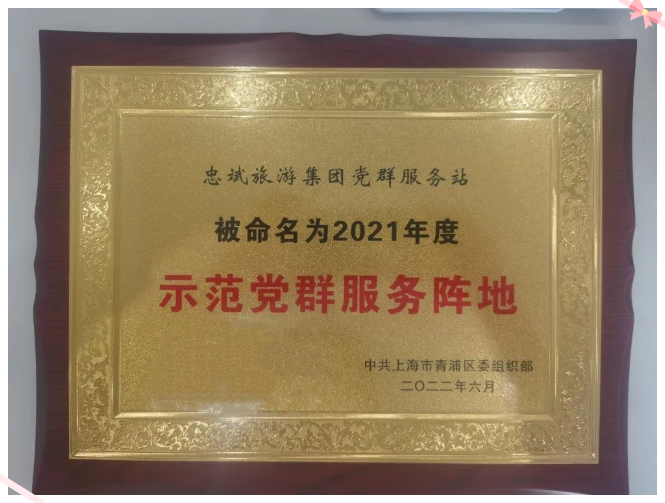 忠斌旅游集团党群服务站
被命名为2021年度
示范党群服务阵地
中共上海市青浦区委组织部
二〇二二年六月